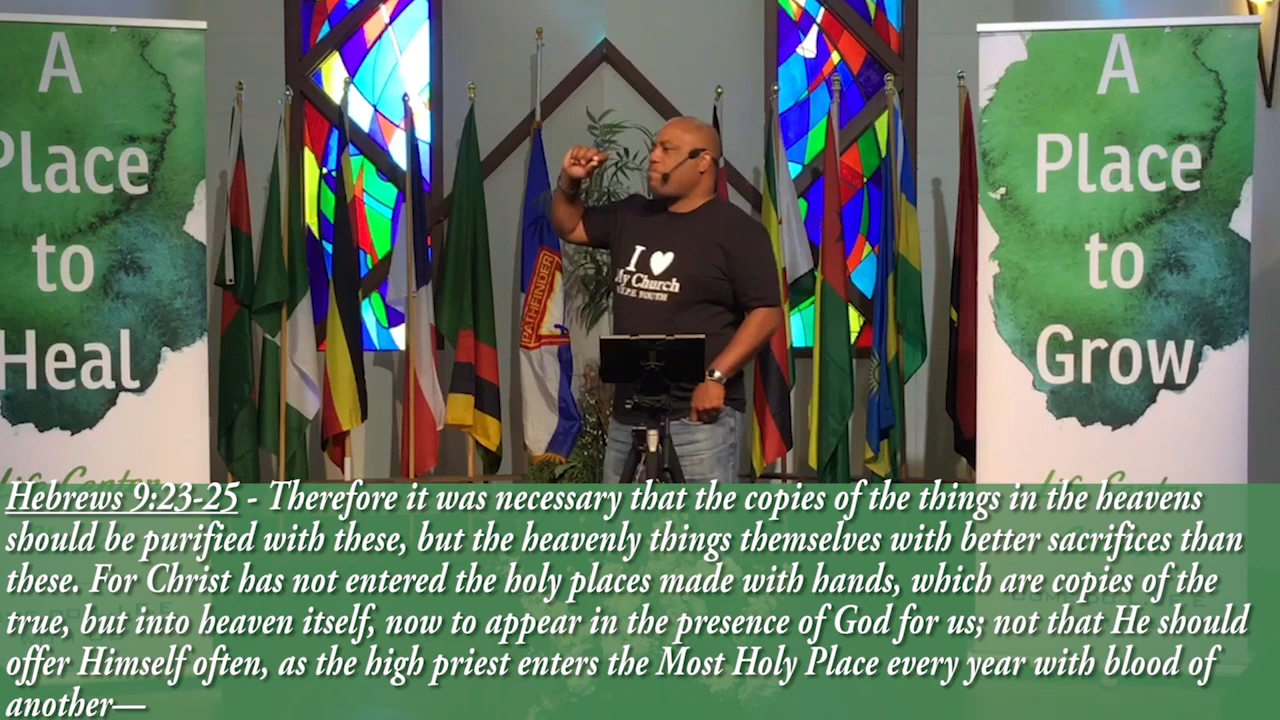 A
Place
to
Heal
A
Place
to
Grow
PATHFINDER
I ♥
My Church
YOUTH
Hebrews 9:23-25 - Therefore it was necessary that the copies of the things in the heavens
should be purified with these, but the heavenly things themselves with better sacrifices than
these. For Christ has not entered the holy places made with hands, which are copies of the
true, but into heaven itself, now to appear in the presence of God for us; not that He should
offer Himself often, as the high priest enters the Most Holy Place every year with blood of
another—